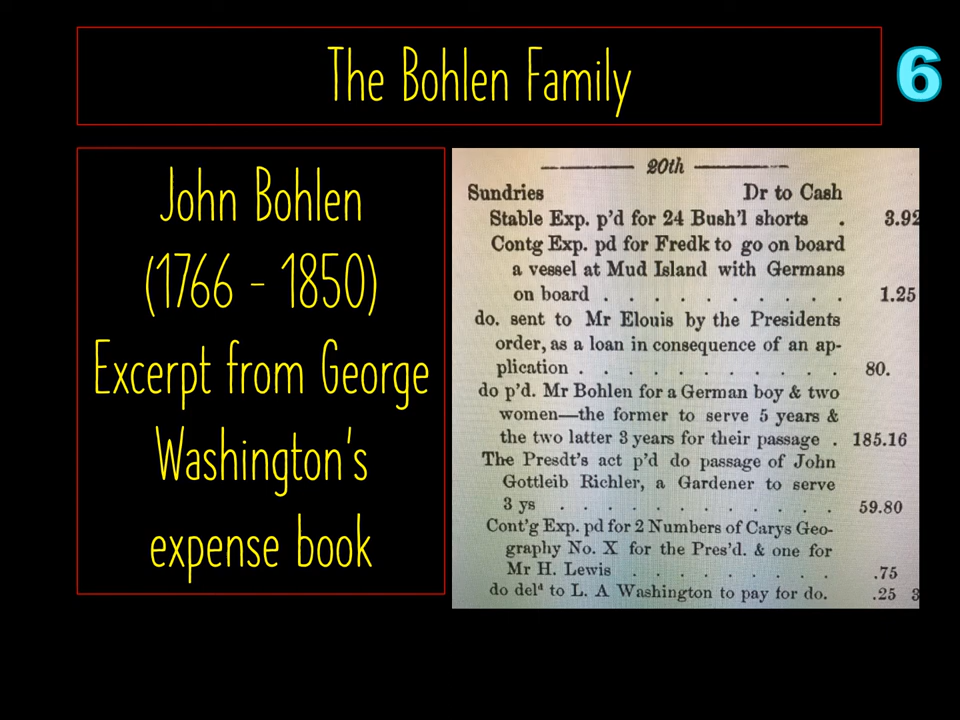 The Bohlen Family
6
John Bohlen
(1766 - 1850)
Excerpt from George
Washington's
expense book
20th
Sundries Dr to Cash
Stable Exp. p'd for 24 Bush'l shorts . 3.92
Contg Exp. pd for Fredk to go on board
a vessel at Mud Island with Germans
on board . . . . . . . . . . 1.25
do. sent to Mr Elouis by the Presidents
order, as a loan in consequence of an ap-
plication . . . . . . . . . . . 80.
do p'd. Mr Bohlen for a German boy & two
women—the former to serve 5 years &
the two latter 3 years for their passage . 185.16
The Presdt's act p'd do passage of John
Gottleib Richler, a Gardener to serve
3 ys . . . . . . . . . . . . 59.80
Cont'g Exp. pd for 2 Numbers of Carys Geo-
graphy No. X for the Pres'd. & one for
Mr H. Lewis . . . . . . . . . .75
do delᵈ to L. A Washington to pay for do. .25 3